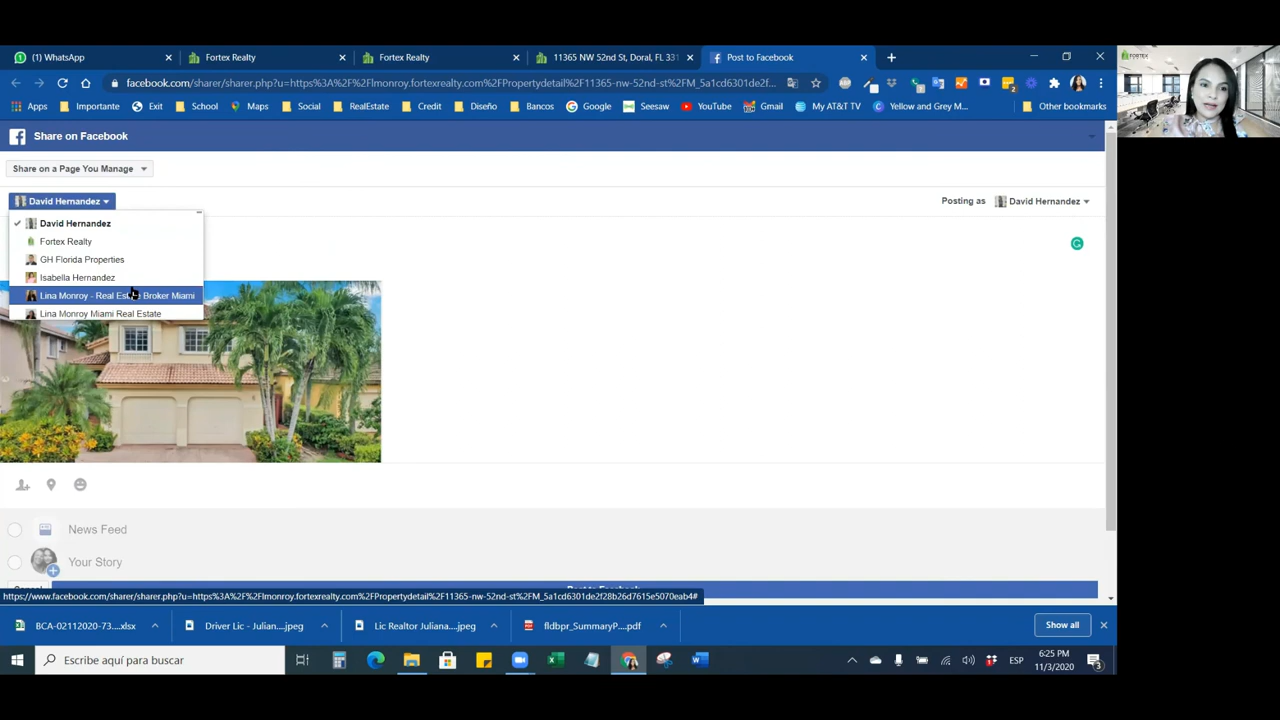 (1) WhatsApp
Fortex Realty
Fortex Realty
11365 NW 52nd St, Doral, FL 331
Post to Facebook
facebook.com/sharer/sharer.php?u=https%3A%2F%2Flmonroy.fortexrealty.com%2FPropertydetail%2F11365-nw-52nd-st%2FM_5a1cd6301de2f...
Apps
Importante
Exit
School
Maps
Social
RealEstate
Credit
Diseño
Bancos
Google
Seesaw
YouTube
Gmail
My AT&T TV
Yellow and Grey M...
Other bookmarks
FORTEX
Share on Facebook
Share on a Page You Manage
David Hernandez
Posting as
David Hernandez
David Hernandez
Fortex Realty
GH Florida Properties
Isabella Hernandez
Lina Monroy - Real Estate Broker Miami
Lina Monroy Miami Real Estate
News Feed
Your Story
https://www.facebook.com/sharer/sharer.php?u=https%3A%2F%2Flmonroy.fortexrealty.com%2FPropertydetail%2F11365-nw-52nd-st%2FM_5a1cd6301de2f28b26d7615e5070eab4#
BCA-02112020-73....xlsx
Driver Lic - Julian....jpeg
Lic Realtor Juliana....jpeg
fldbpr_SummaryP....pdf
Show all
Escribe aquí para buscar
ESP
6:25 PM
11/3/2020
3